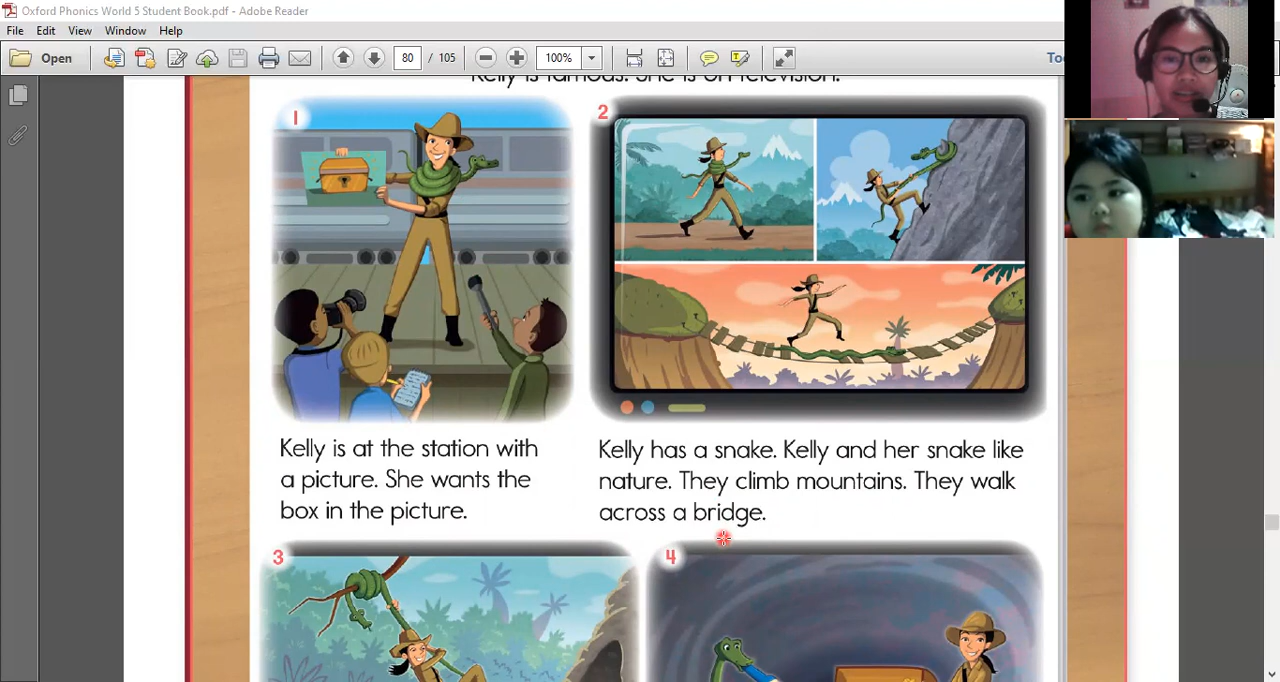 Oxford Phonics World 5 Student Book.pdf - Adobe Reader
File Edit View Window Help
Open 80 / 105 100% To
Kelly is famous. She is on television.
1
2
Kelly is at the station with
a picture. She wants the
box in the picture.
Kelly has a snake. Kelly and her snake like
nature. They climb mountains. They walk
across a bridge.
3
4